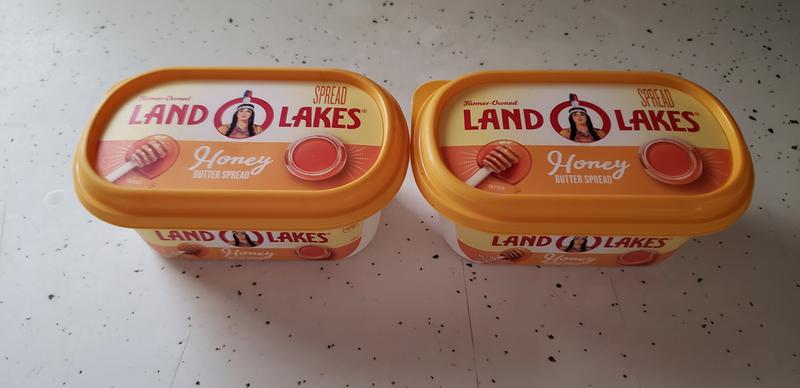 Farmer-Owned
SPREAD
LAND O LAKES®
Honey
BUTTER SPREAD
LAND O LAKES
Honey
Farmer-Owned
SPREAD
LAND O LAKES®
Honey
BUTTER SPREAD
LAND O LAKES
Honey